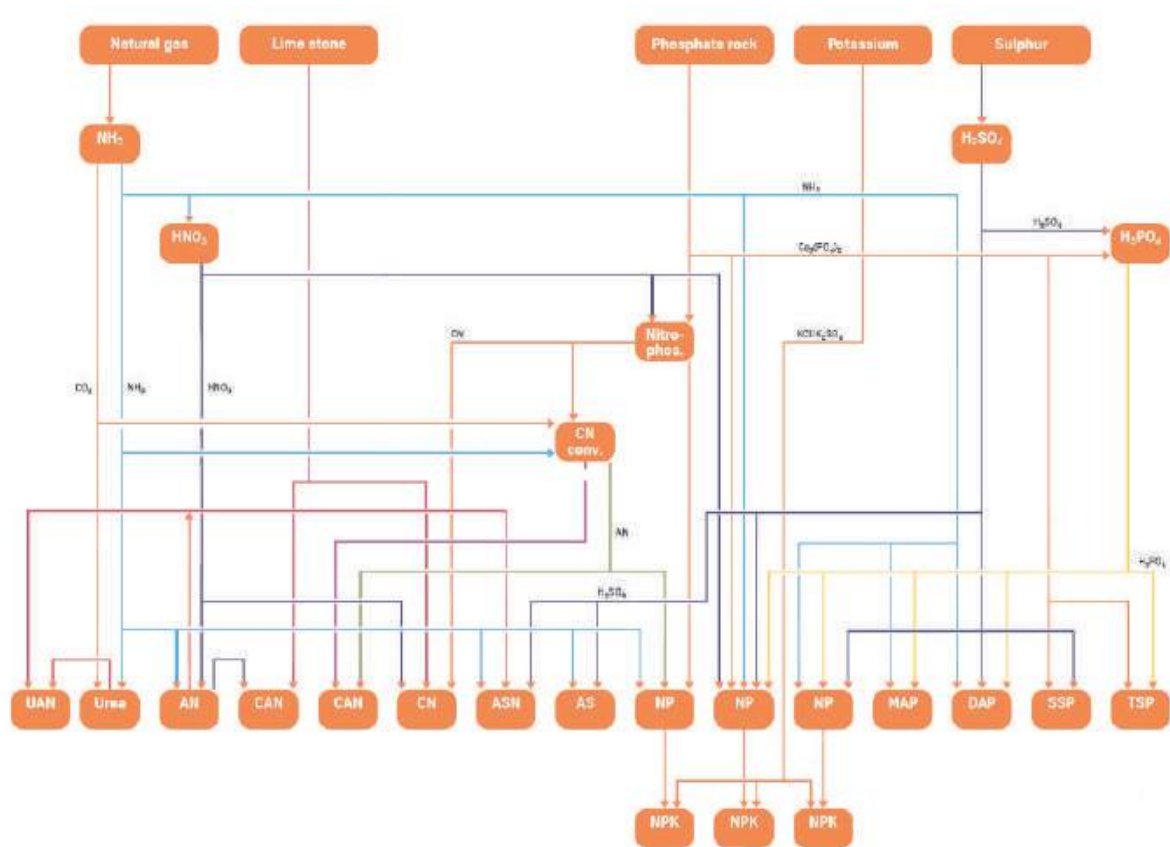 Natural gas
Lime stone
Phosphate rock
Potassium
Sulphur
NH₃
H₂SO₄
NH₃
H₂SO₄
HNO₃
H₃PO₄
Ca₃(PO₄)₂
CN
Nitro-
phos.
KCl/K₂SO₄
CO₂
NH₃
HNO₃
CN
conv.
AN
H₃PO₄
H₂SO₄
UAN
Urea
AN
CAN
CAN
CN
ASN
AS
NP
NP
NP
MAP
DAP
SSP
TSP
NPK
NPK
NPK